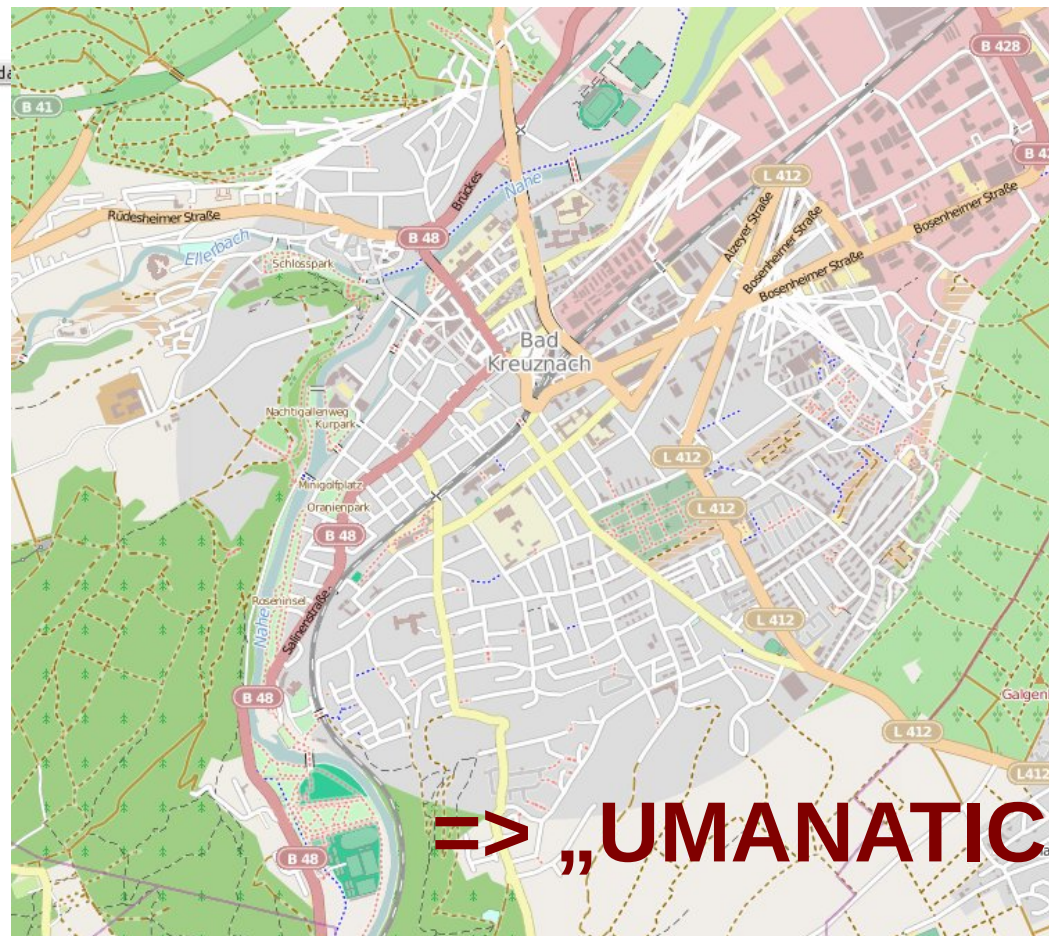 B 428
B 41
L 412
Nahe
Brückes
Alzeyer Straße
Bosenheimer Straße
Bosenheimer Straße
Bosenheimer Straße
Rüdesheimer Straße
B 48
Ellerbach
Schlosspark
Bad
Kreuznach
Nachtigallenweg
Kurpark
L 412
Minigolfplatz
Oranienpark
L 412
B 48
Roseninsel
L 412
Nahe
Salinenstraße
B 48
L 412
L412
=> „UMANATIC
B 48